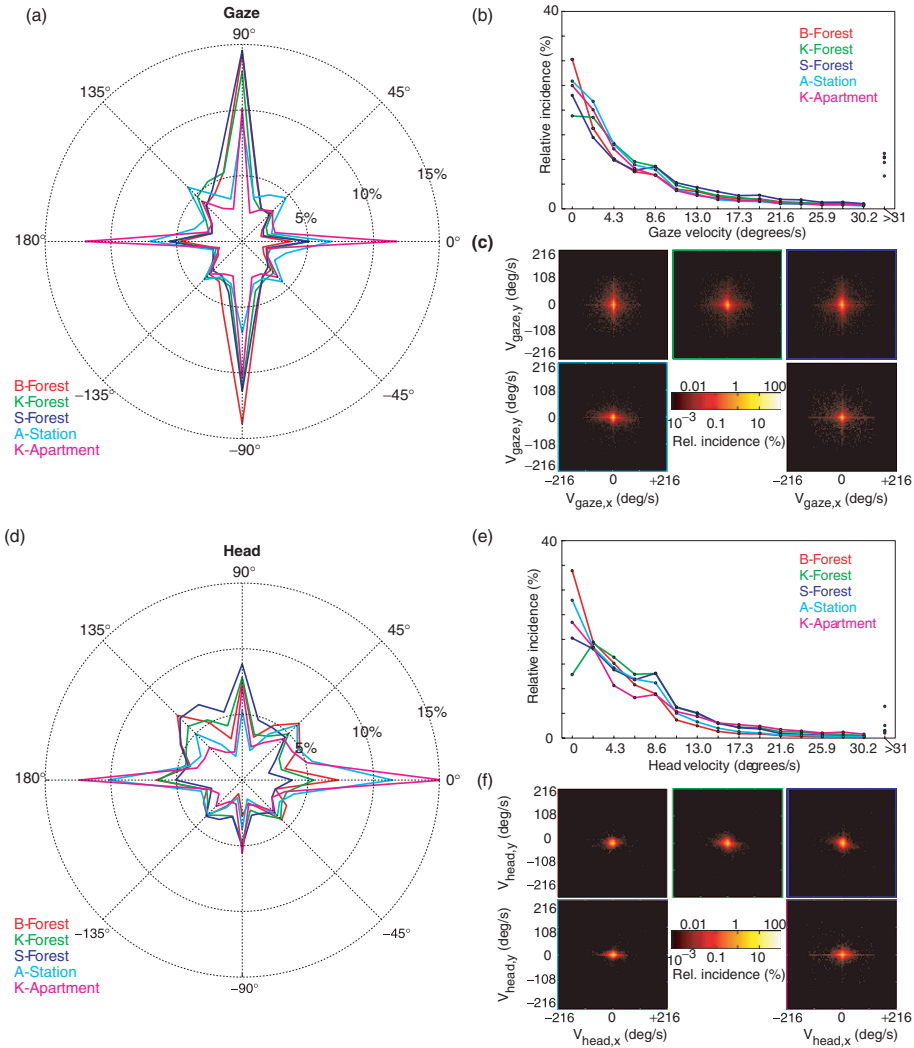 (a)
Gaze
90°
135°
45°
15%
10%
5%
180°
0°
−135°
−45°
−90°
B-Forest
K-Forest
S-Forest
A-Station
K-Apartment
(b)
40
Relative incidence (%)
0
B-Forest
K-Forest
S-Forest
A-Station
K-Apartment
0 4.3 8.6 13.0 17.3 21.6 25.9 30.2 >31
Gaze velocity (degrees/s)
(c)
216
108
0
−108
−216
Vgaze,y (deg/s)
216
108
0
−108
−216
Vgaze,y (deg/s)
0.01 1 100
10−3 0.1 10
Rel. incidence (%)
−216 0 +216
Vgaze,x (deg/s)
−216 0 +216
Vgaze,x (deg/s)
(d)
Head
90°
135°
45°
15%
10%
5%
180°
0°
−135°
−45°
−90°
B-Forest
K-Forest
S-Forest
A-Station
K-Apartment
(e)
40
Relative incidence (%)
0
B-Forest
K-Forest
S-Forest
A-Station
K-Apartment
0 4.3 8.6 13.0 17.3 21.6 25.9 30.2 >31
Head velocity (degrees/s)
(f)
216
108
0
−108
−216
Vhead,y (deg/s)
216
108
0
−108
−216
Vhead,y (deg/s)
0.01 1 100
10−3 0.1 10
Rel. incidence (%)
−216 0 +216
Vhead,x (deg/s)
−216 0 +216
Vhead,x (deg/s)